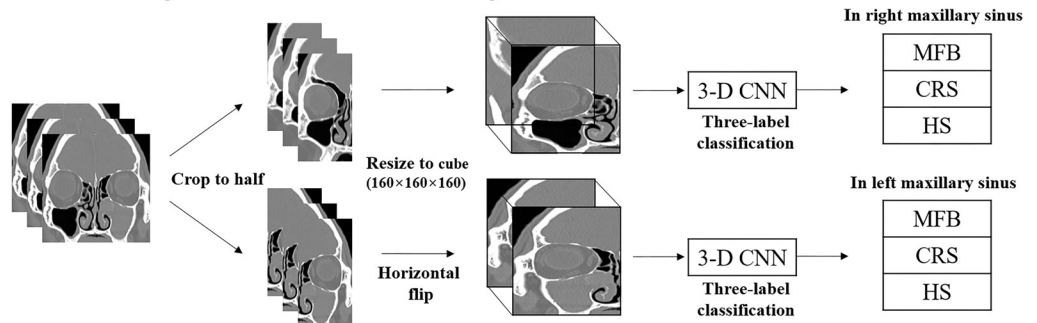 In right maxillary sinus
MFB
3-D CNN
CRS
Three-label
classification
HS
Crop to half
Resize to cube
(160×160×160)
In left maxillary sinus
MFB
3-D CNN
CRS
Horizontal
flip
Three-label
classification
HS